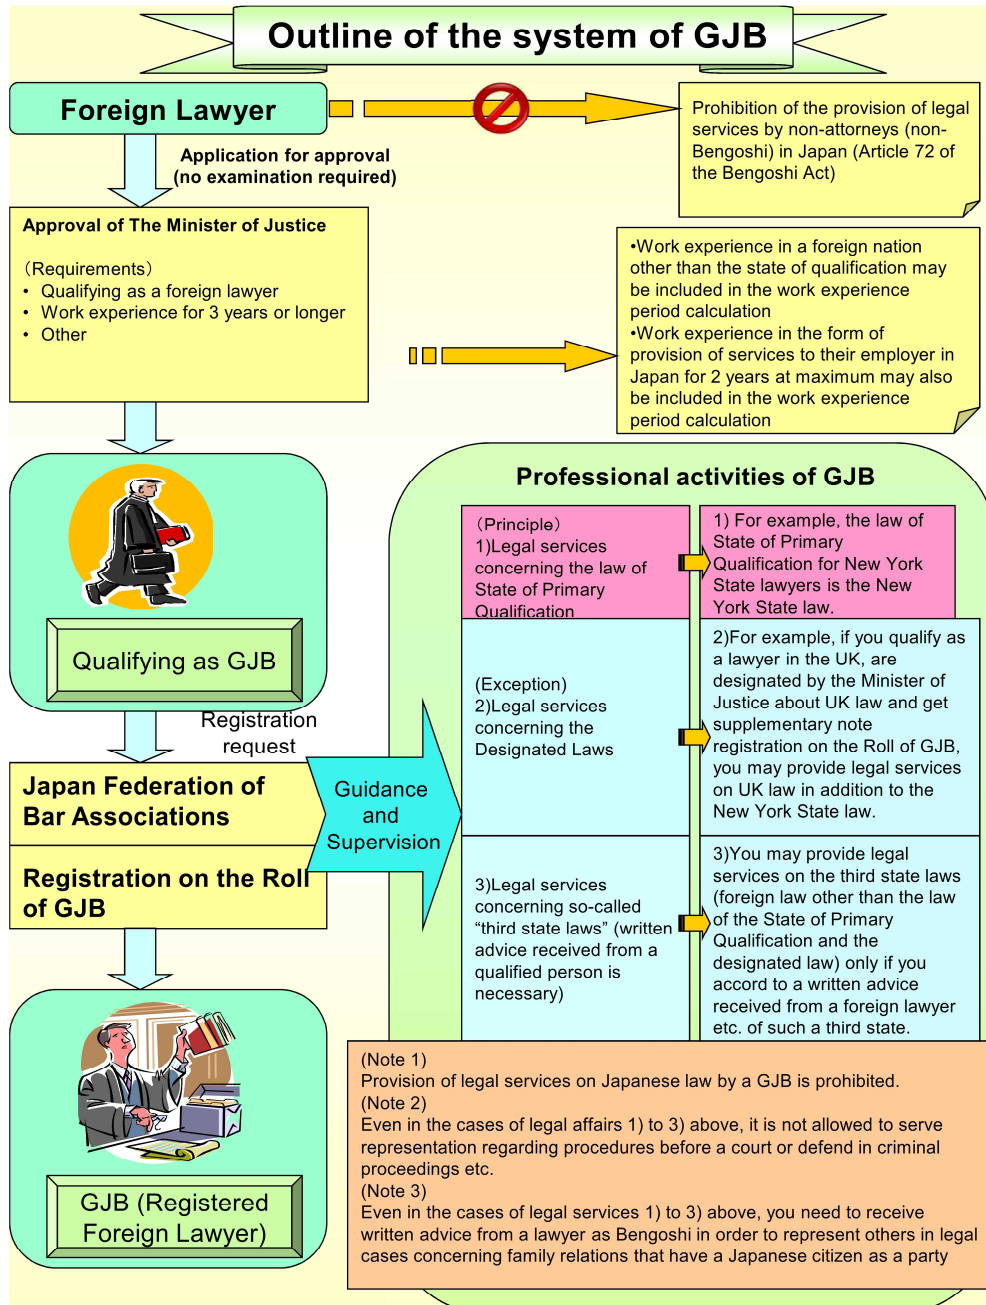 Outline of the system of GJB
Foreign Lawyer
Prohibition of the provision of legal
services by non-attorneys (non-
Bengoshi) in Japan (Article 72 of
the Bengoshi Act)
Application for approval
(no examination required)
Approval of The Minister of Justice
（Requirements）
• Qualifying as a foreign lawyer
• Work experience for 3 years or longer
• Other
•Work experience in a foreign nation
other than the state of qualification may
be included in the work experience
period calculation
•Work experience in the form of
provision of services to their employer in
Japan for 2 years at maximum may also
be included in the work experience
period calculation
Qualifying as GJB
Registration
request
Japan Federation of
Bar Associations
Registration on the Roll
of GJB
Guidance
and
Supervision
GJB (Registered
Foreign Lawyer)
Professional activities of GJB
（Principle）
1)Legal services
concerning the law of
State of Primary
Qualification
1) For example, the law of
State of Primary
Qualification for New York
State lawyers is the New
York State law.
(Exception)
2)Legal services
concerning the
Designated Laws
2)For example, if you qualify as
a lawyer in the UK, are
designated by the Minister of
Justice about UK law and get
supplementary note
registration on the Roll of GJB,
you may provide legal services
on UK law in addition to the
New York State law.
3)Legal services
concerning so-called
“third state laws” (written
advice received from a
qualified person is
necessary)
3)You may provide legal
services on the third state laws
(foreign law other than the law
of the State of Primary
Qualification and the
designated law) only if you
accord to a written advice
received from a foreign lawyer
etc. of such a third state.
(Note 1)
Provision of legal services on Japanese law by a GJB is prohibited.
(Note 2)
Even in the cases of legal affairs 1) to 3) above, it is not allowed to serve
representation regarding procedures before a court or defend in criminal
proceedings etc.
(Note 3)
Even in the cases of legal services 1) to 3) above, you need to receive
written advice from a lawyer as Bengoshi in order to represent others in legal
cases concerning family relations that have a Japanese citizen as a party